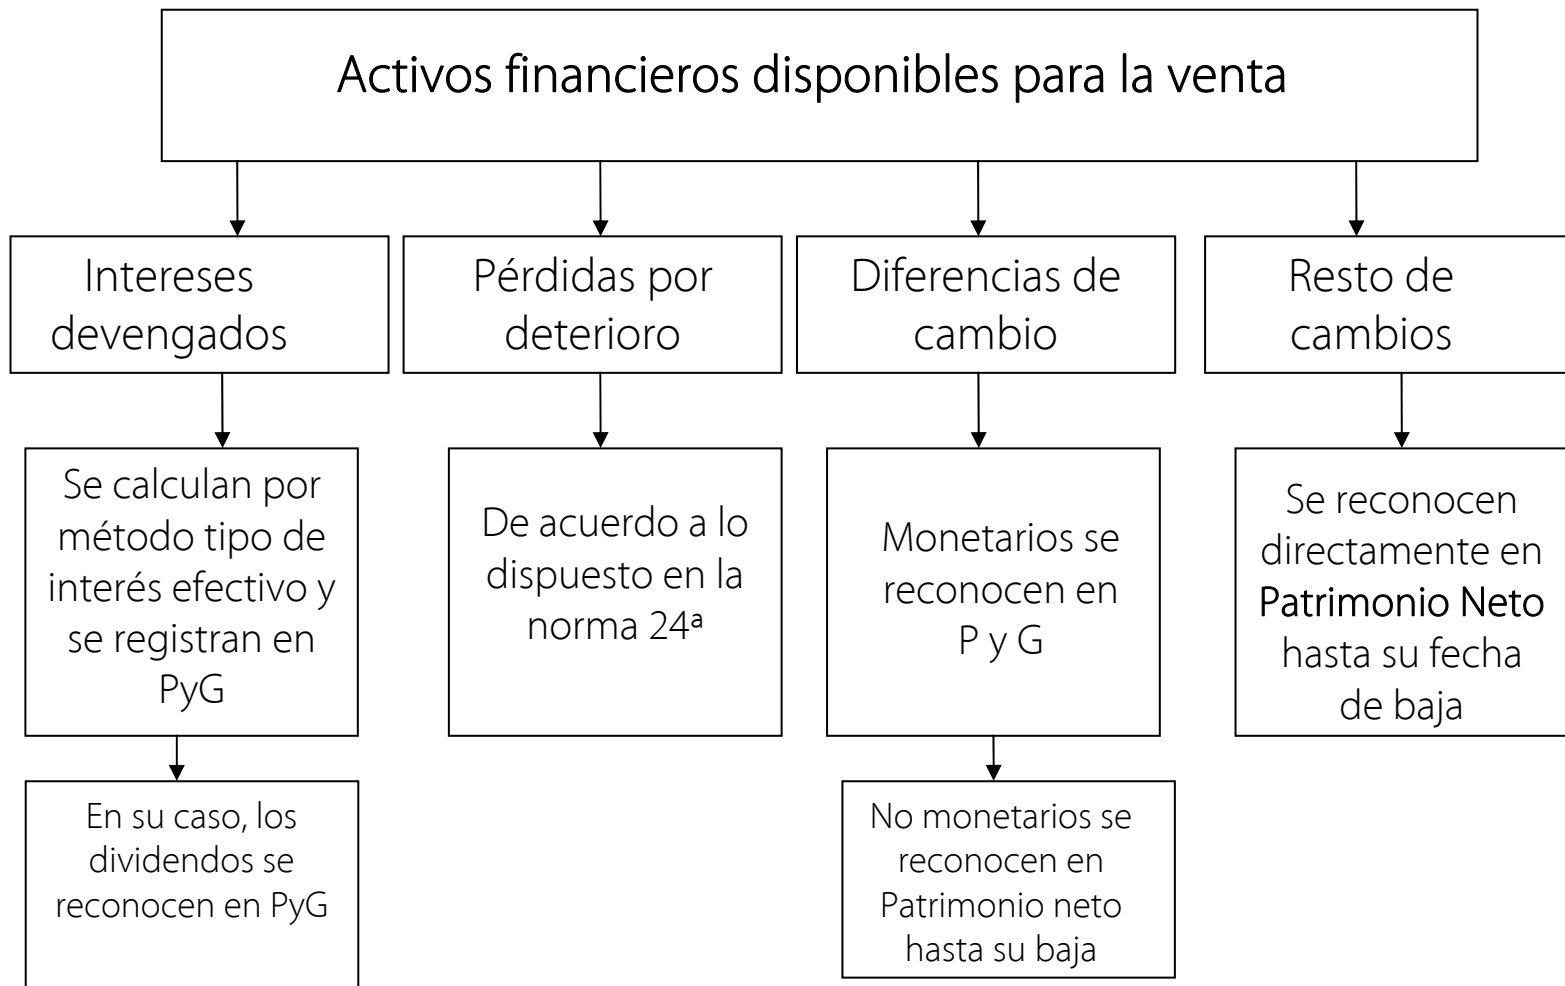 Activos financieros disponibles para la venta
Intereses
devengados
Pérdidas por
deterioro
Diferencias de
cambio
Resto de
cambios
Se calculan por
método tipo de
interés efectivo y
se registran en
PyG
De acuerdo a lo
dispuesto en la
norma 24ª
Monetarios se
reconocen en
P y G
Se reconocen
directamente en
Patrimonio Neto
hasta su fecha
de baja
En su caso, los
dividendos se
reconocen en PyG
No monetarios se
reconocen en
Patrimonio neto
hasta su baja